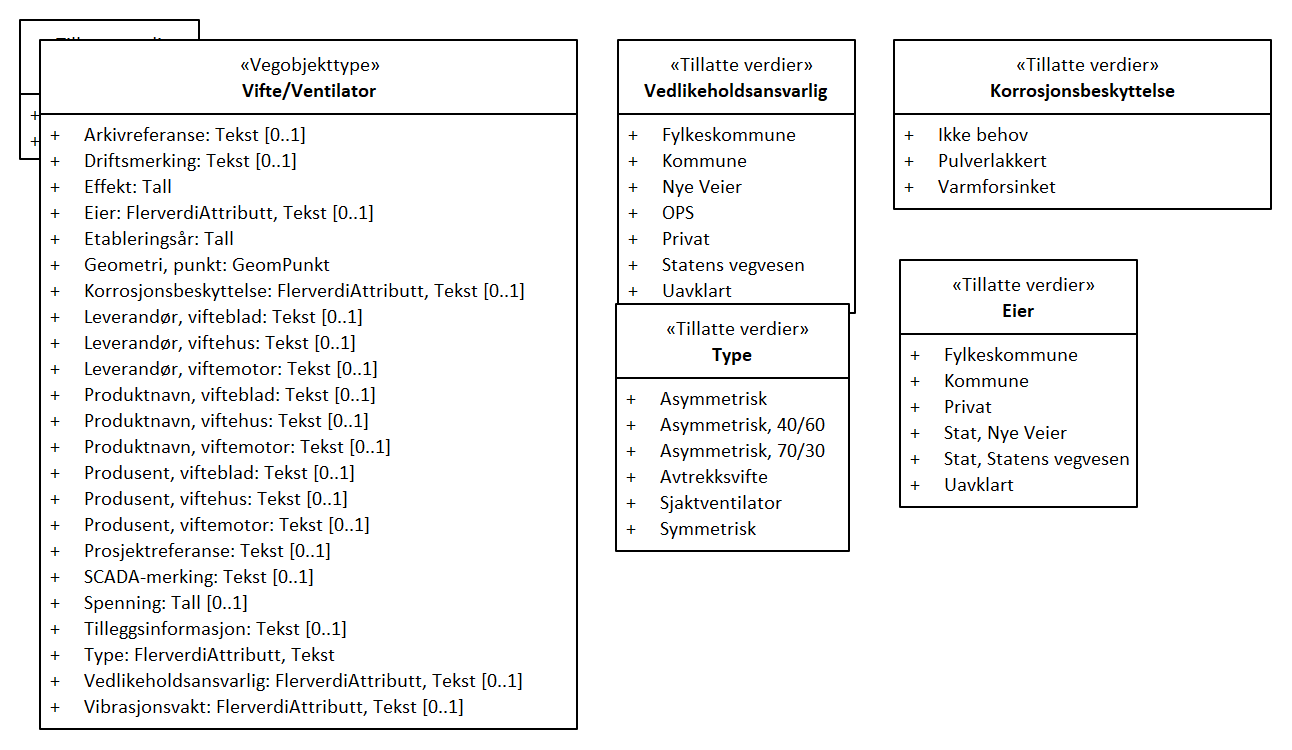 «Vegobjekttype»
Vifte/Ventilator
+ Arkivreferanse: Tekst [0..1]
+ Driftsmerking: Tekst [0..1]
+ Effekt: Tall
+ Eier: FlerverdiAttributt, Tekst [0..1]
+ Etableringsår: Tall
+ Geometri, punkt: GeomPunkt
+ Korrosjonsbeskyttelse: FlerverdiAttributt, Tekst [0..1]
+ Leverandør, vifteblad: Tekst [0..1]
+ Leverandør, viftehus: Tekst [0..1]
+ Leverandør, viftemotor: Tekst [0..1]
+ Produktnavn, vifteblad: Tekst [0..1]
+ Produktnavn, viftehus: Tekst [0..1]
+ Produktnavn, viftemotor: Tekst [0..1]
+ Produsent, vifteblad: Tekst [0..1]
+ Produsent, viftehus: Tekst [0..1]
+ Produsent, viftemotor: Tekst [0..1]
+ Prosjektreferanse: Tekst [0..1]
+ SCADA-merking: Tekst [0..1]
+ Spenning: Tall [0..1]
+ Tilleggsinformasjon: Tekst [0..1]
+ Type: FlerverdiAttributt, Tekst
+ Vedlikeholdsansvarlig: FlerverdiAttributt, Tekst [0..1]
+ Vibrasjonsvakt: FlerverdiAttributt, Tekst [0..1]
«Tillatte verdier»
Vedlikeholdsansvarlig
+ Fylkeskommune
+ Kommune
+ Nye Veier
+ OPS
+ Privat
+ Statens vegvesen
+ Uavklart
«Tillatte verdier»
Type
+ Asymmetrisk
+ Asymmetrisk, 40/60
+ Asymmetrisk, 70/30
+ Avtrekksvifte
+ Sjaktventilator
+ Symmetrisk
«Tillatte verdier»
Korrosjonsbeskyttelse
+ Ikke behov
+ Pulverlakkert
+ Varmforsinket
«Tillatte verdier»
Eier
+ Fylkeskommune
+ Kommune
+ Privat
+ Stat, Nye Veier
+ Stat, Statens vegvesen
+ Uavklart